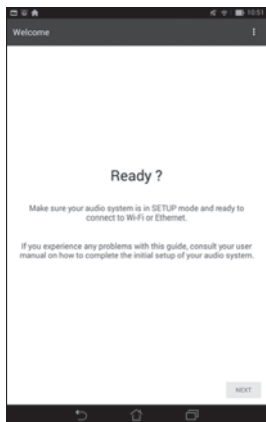 10:51
Welcome
Ready ?
Make sure your audio system is in SETUP mode and ready to
connect to Wi-Fi or Ethernet.
If you experience any problems with this guide, consult your user
manual on how to complete the initial setup of your audio system.
NEXT